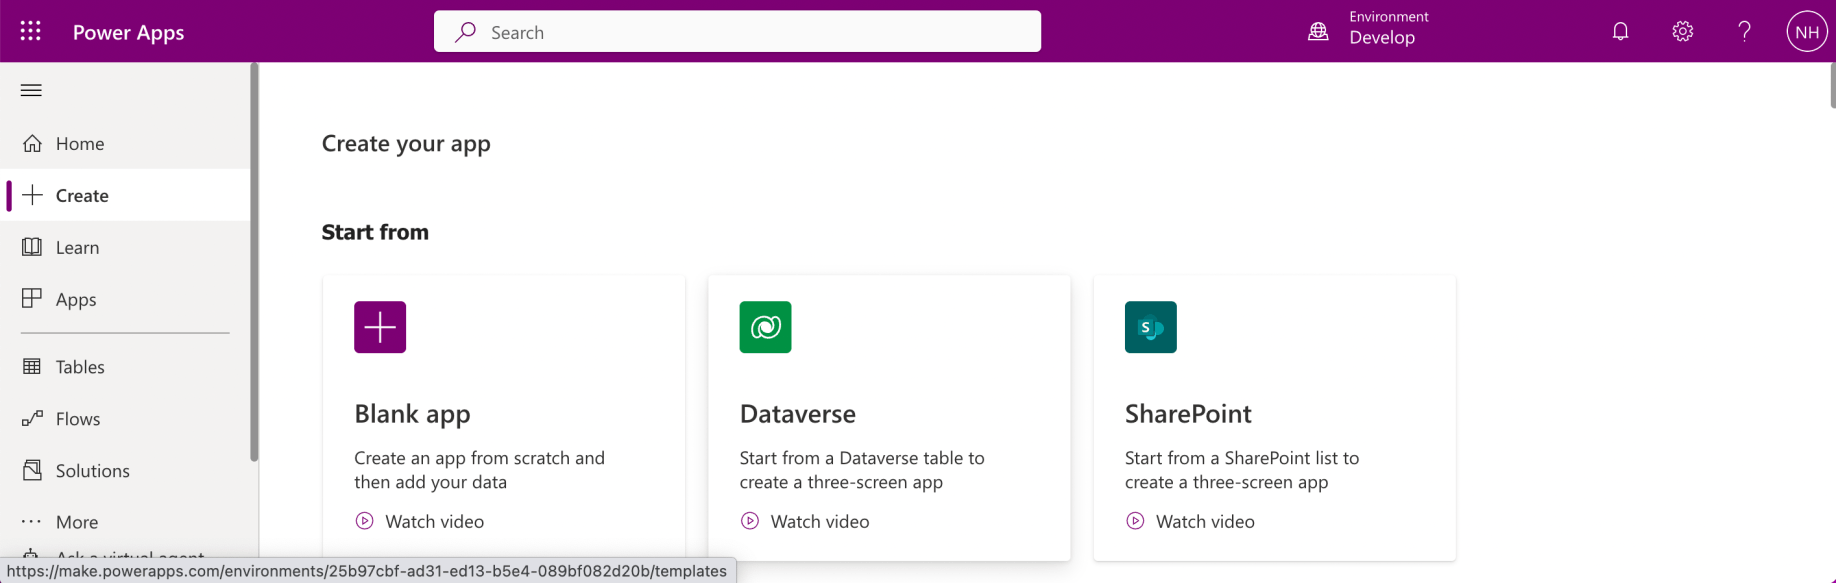 Power Apps
Search
Environment
Develop
?
NH
Home
Create
Learn
Apps
Tables
Flows
Solutions
More
Ask a virtual agent
Create your app
Start from
Blank app
Create an app from scratch and
then add your data
Watch video
Dataverse
Start from a Dataverse table to
create a three-screen app
Watch video
S
SharePoint
Start from a SharePoint list to
create a three-screen app
Watch video
https://make.powerapps.com/environments/25b97cbf-ad31-ed13-b5e4-089bf082d20b/templates